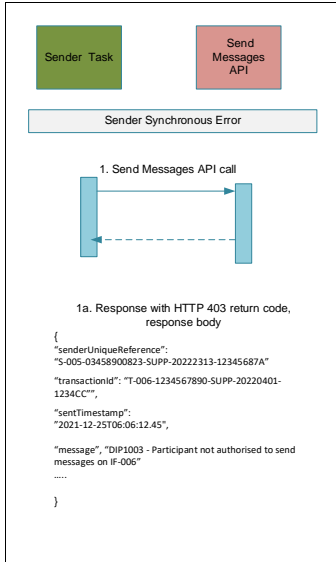 Sender Task
Send
Messages
API
Sender Synchronous Error
1. Send Messages API call
1a. Response with HTTP 403 return code,
response body
{
“senderUniqueReference”:
“S-005-03458900823-SUPP-20222313-12345687A”
“transactionId”: “T-006-1234567890-SUPP-20220401-
1234CC””,
“sentTimestamp”:
"2021-12-25T06:06:12.45",
“message”, “DIP1003 - Participant not authorised to send
messages on IF-006”
.....
}